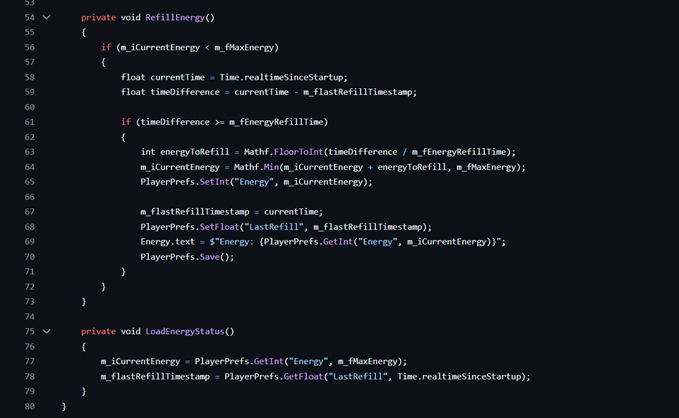 53
54 private void RefillEnergy()
55 {
56 if (m_iCurrentEnergy < m_fMaxEnergy)
57 {
58 float currentTime = Time.realtimeSinceStartup;
59 float timeDifference = currentTime - m_flastRefillTimestamp;
60
61 if (timeDifference >= m_fEnergyRefillTime)
62 {
63 int energyToRefill = Mathf.FloorToInt(timeDifference / m_fEnergyRefillTime);
64 m_iCurrentEnergy = Mathf.Min(m_iCurrentEnergy + energyToRefill, m_fMaxEnergy);
65 PlayerPrefs.SetInt("Energy", m_iCurrentEnergy);
66
67 m_flastRefillTimestamp = currentTime;
68 PlayerPrefs.SetFloat("LastRefill", m_flastRefillTimestamp);
69 Energy.text = $"Energy: {PlayerPrefs.GetInt("Energy", m_iCurrentEnergy)}";
70 PlayerPrefs.Save();
71 }
72 }
73 }
74
75 private void LoadEnergyStatus()
76 {
77 m_iCurrentEnergy = PlayerPrefs.GetInt("Energy", m_fMaxEnergy);
78 m_flastRefillTimestamp = PlayerPrefs.GetFloat("LastRefill", Time.realtimeSinceStartup);
79 }
80 }